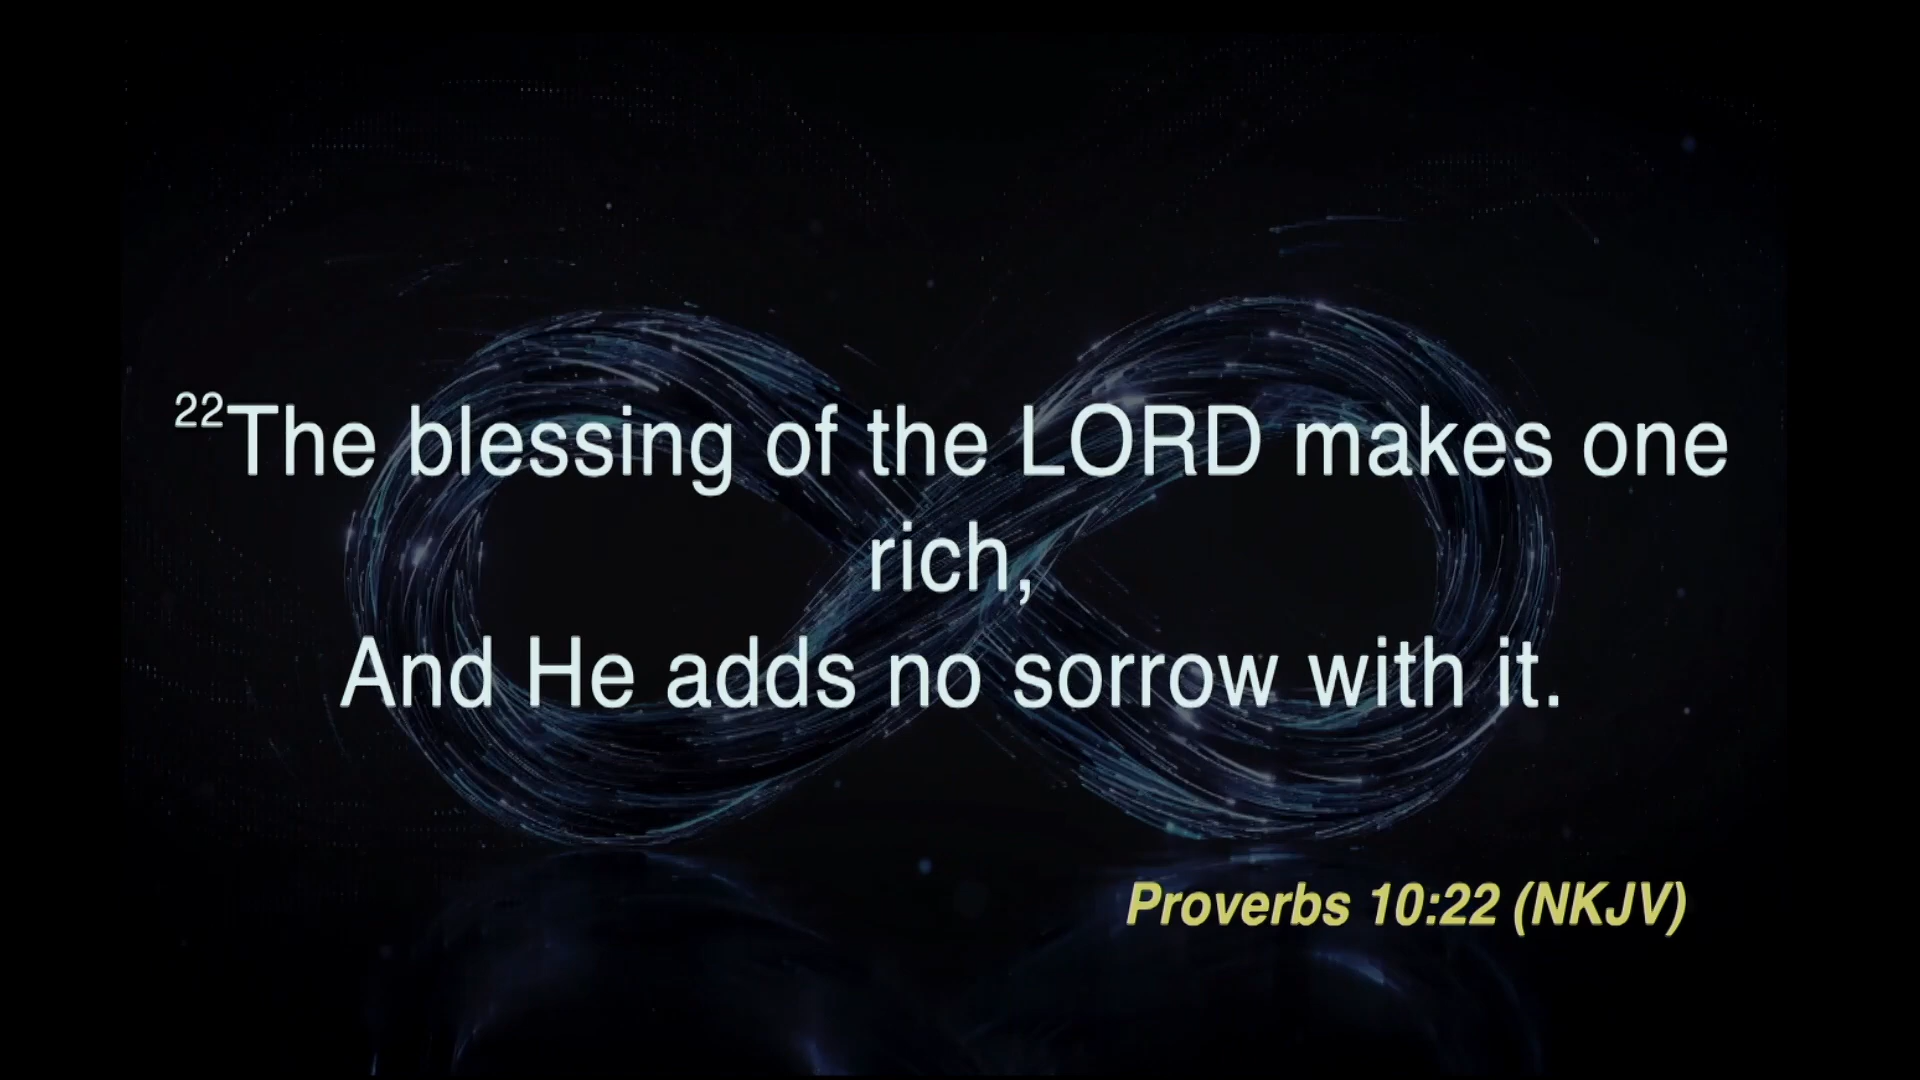 22The blessing of the LORD makes one
rich,
And He adds no sorrow with it.
Proverbs 10:22 (NKJV)